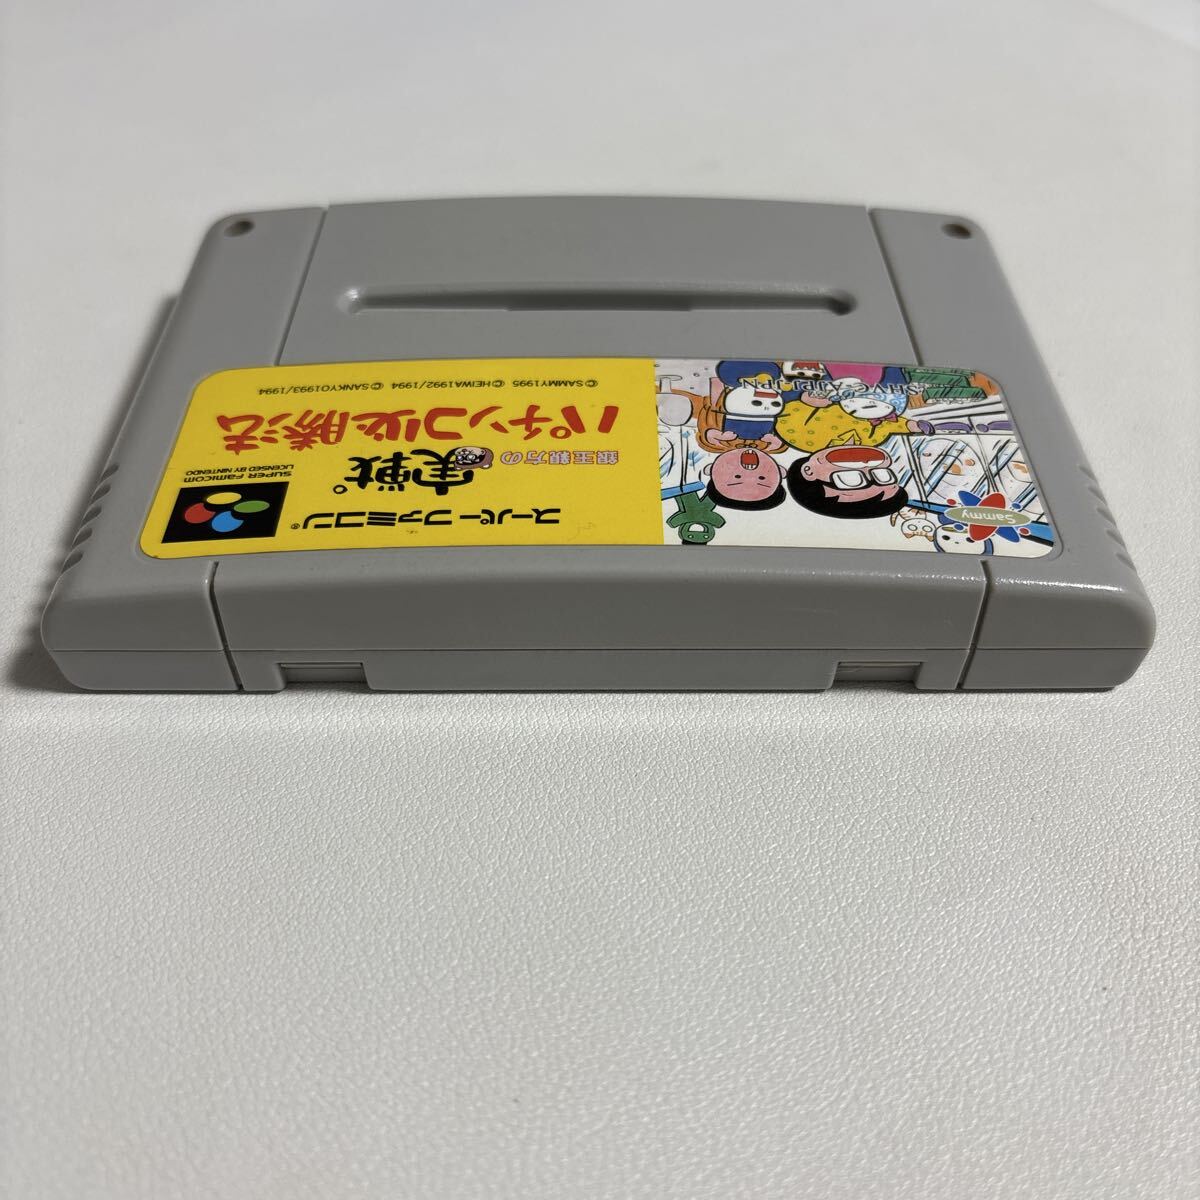 Sammy
スーパーファミコン®
SUPER FAMICOM
LICENSED BY NINTENDO
銀玉親方の
実戦
パチンコ必勝法
©SAMMY1995 ©HEIWA1992/1994 ©SANKYO1993/1994
SHVC-AJPJ-JPN